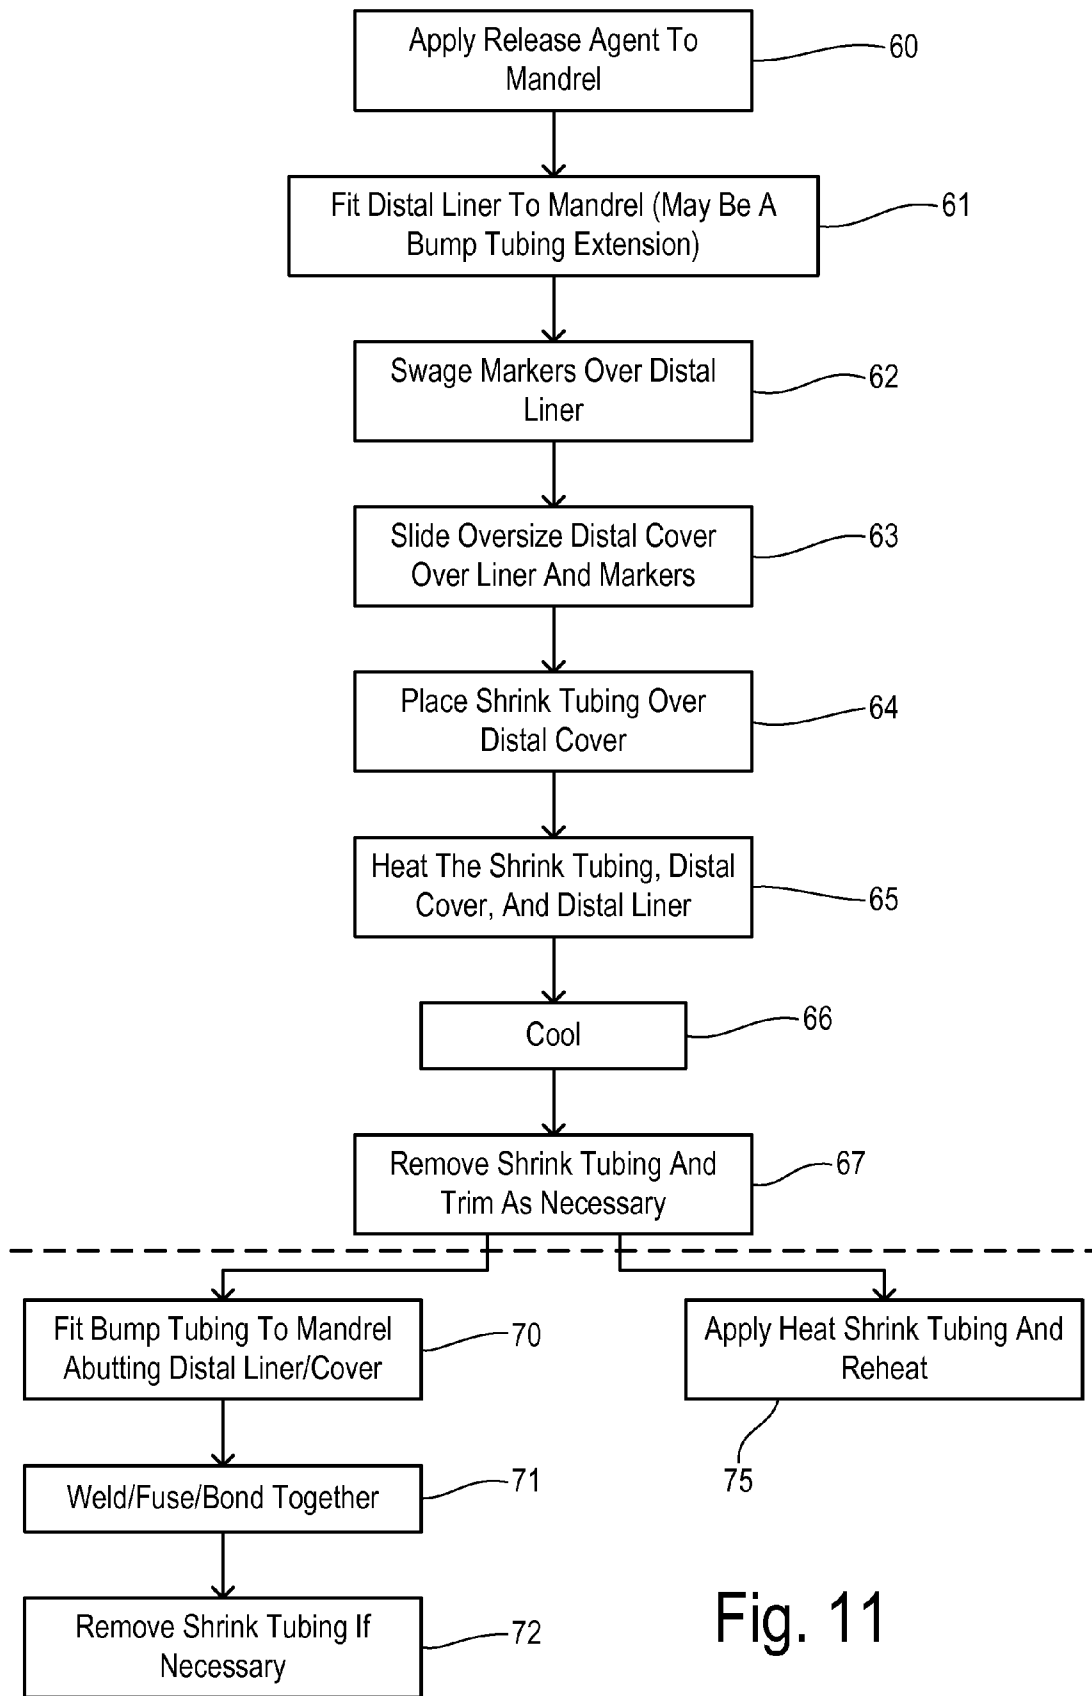 Apply Release Agent To
Mandrel
60
Fit Distal Liner To Mandrel (May Be A
Bump Tubing Extension)
61
Swage Markers Over Distal
Liner
62
Slide Oversize Distal Cover
Over Liner And Markers
63
Place Shrink Tubing Over
Distal Cover
64
Heat The Shrink Tubing, Distal
Cover, And Distal Liner
65
Cool
66
Remove Shrink Tubing And
Trim As Necessary
67
Fit Bump Tubing To Mandrel
Abutting Distal Liner/Cover
70
Apply Heat Shrink Tubing And
Reheat
75
Weld/Fuse/Bond Together
71
Remove Shrink Tubing If
Necessary
72
Fig. 11